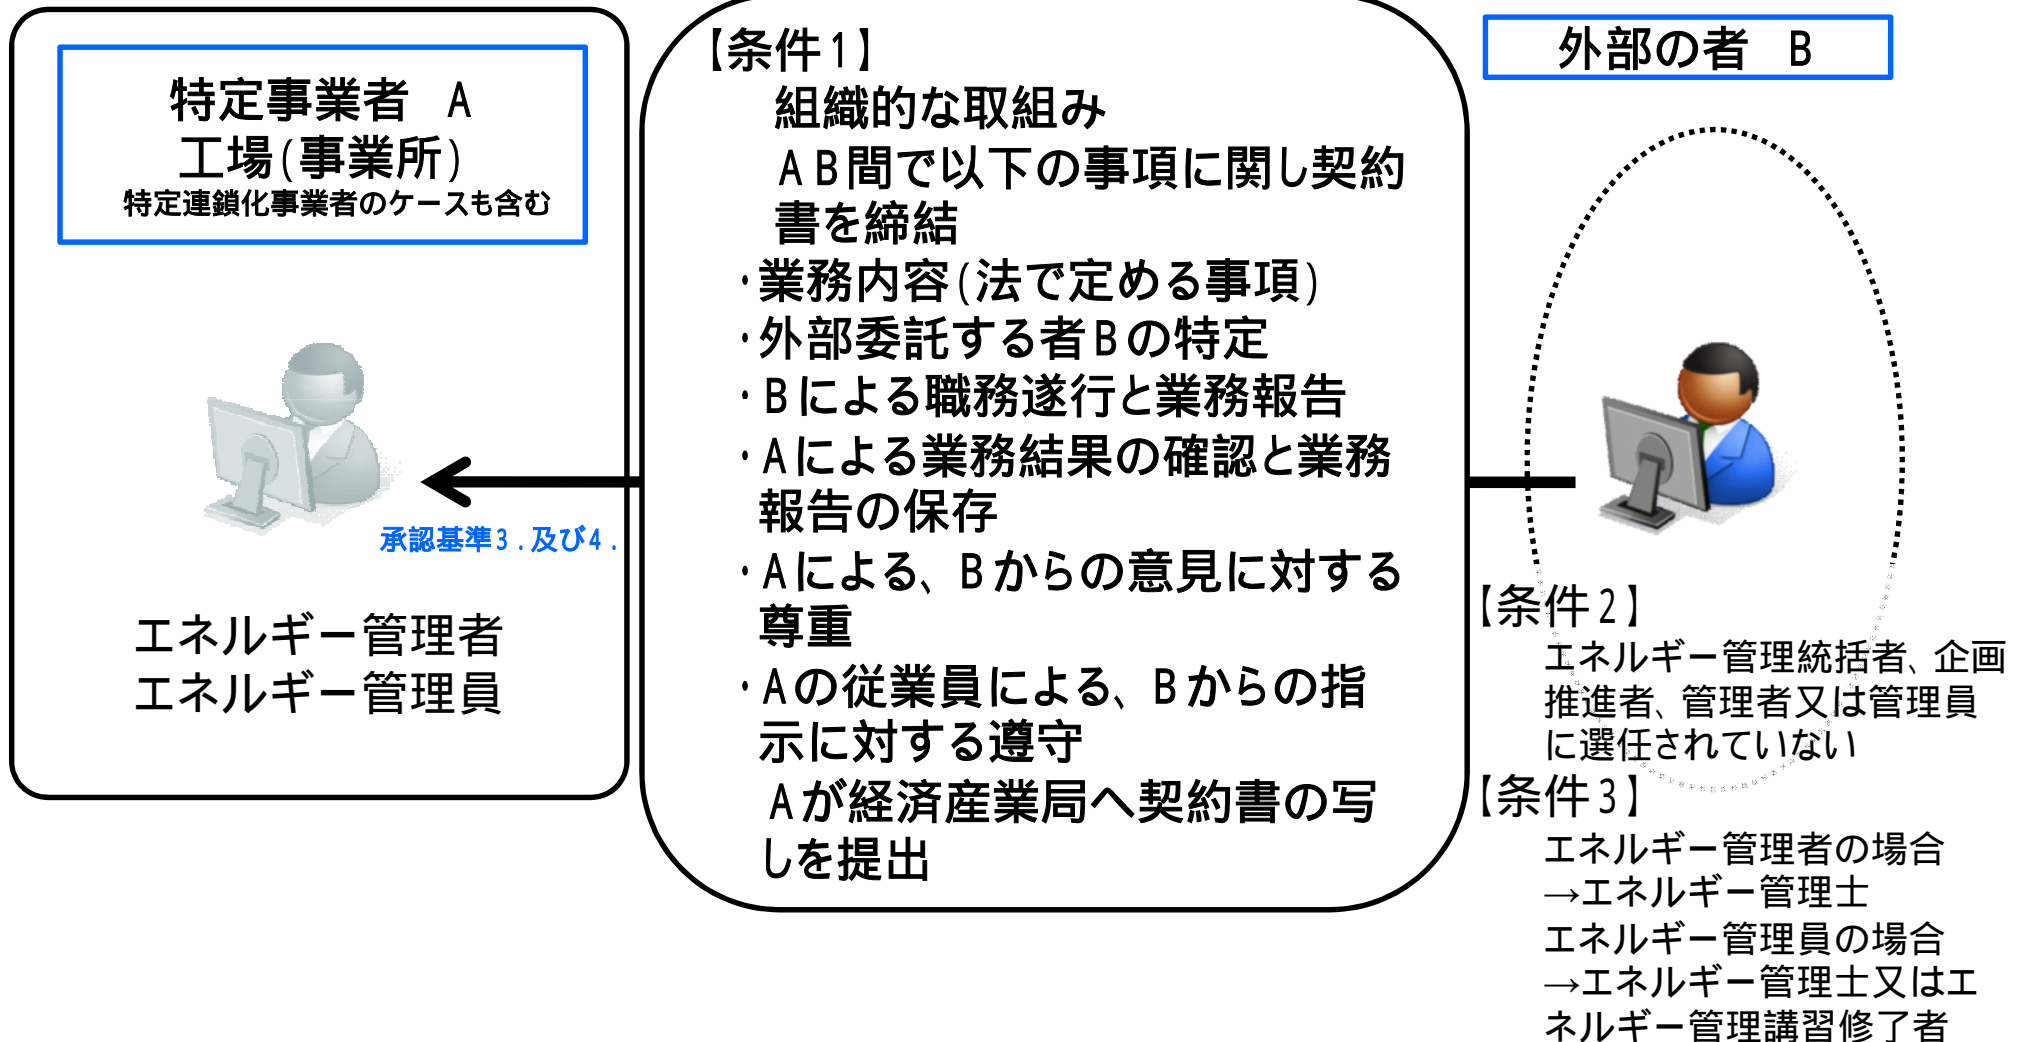 特定事業者 A
工場(事業所)
特定連鎖化事業者のケースも含む
承認基準3.及び4.
エネルギー管理者
エネルギー管理員
【条件1】
組織的な取組み
AB間で以下の事項に関し契約
書を締結
・業務内容(法で定める事項)
・外部委託する者Bの特定
・Bによる職務遂行と業務報告
・Aによる業務結果の確認と業務
報告の保存
・Aによる、Bからの意見に対する
尊重
・Aの従業員による、Bからの指
示に対する遵守
Aが経済産業局へ契約書の写
しを提出
外部の者 B
【条件2】
エネルギー管理統括者、企画
推進者、管理者又は管理員
に選任されていない
【条件3】
エネルギー管理者の場合
→エネルギー管理士
エネルギー管理員の場合
→エネルギー管理士又はエ
ネルギー管理講習修了者